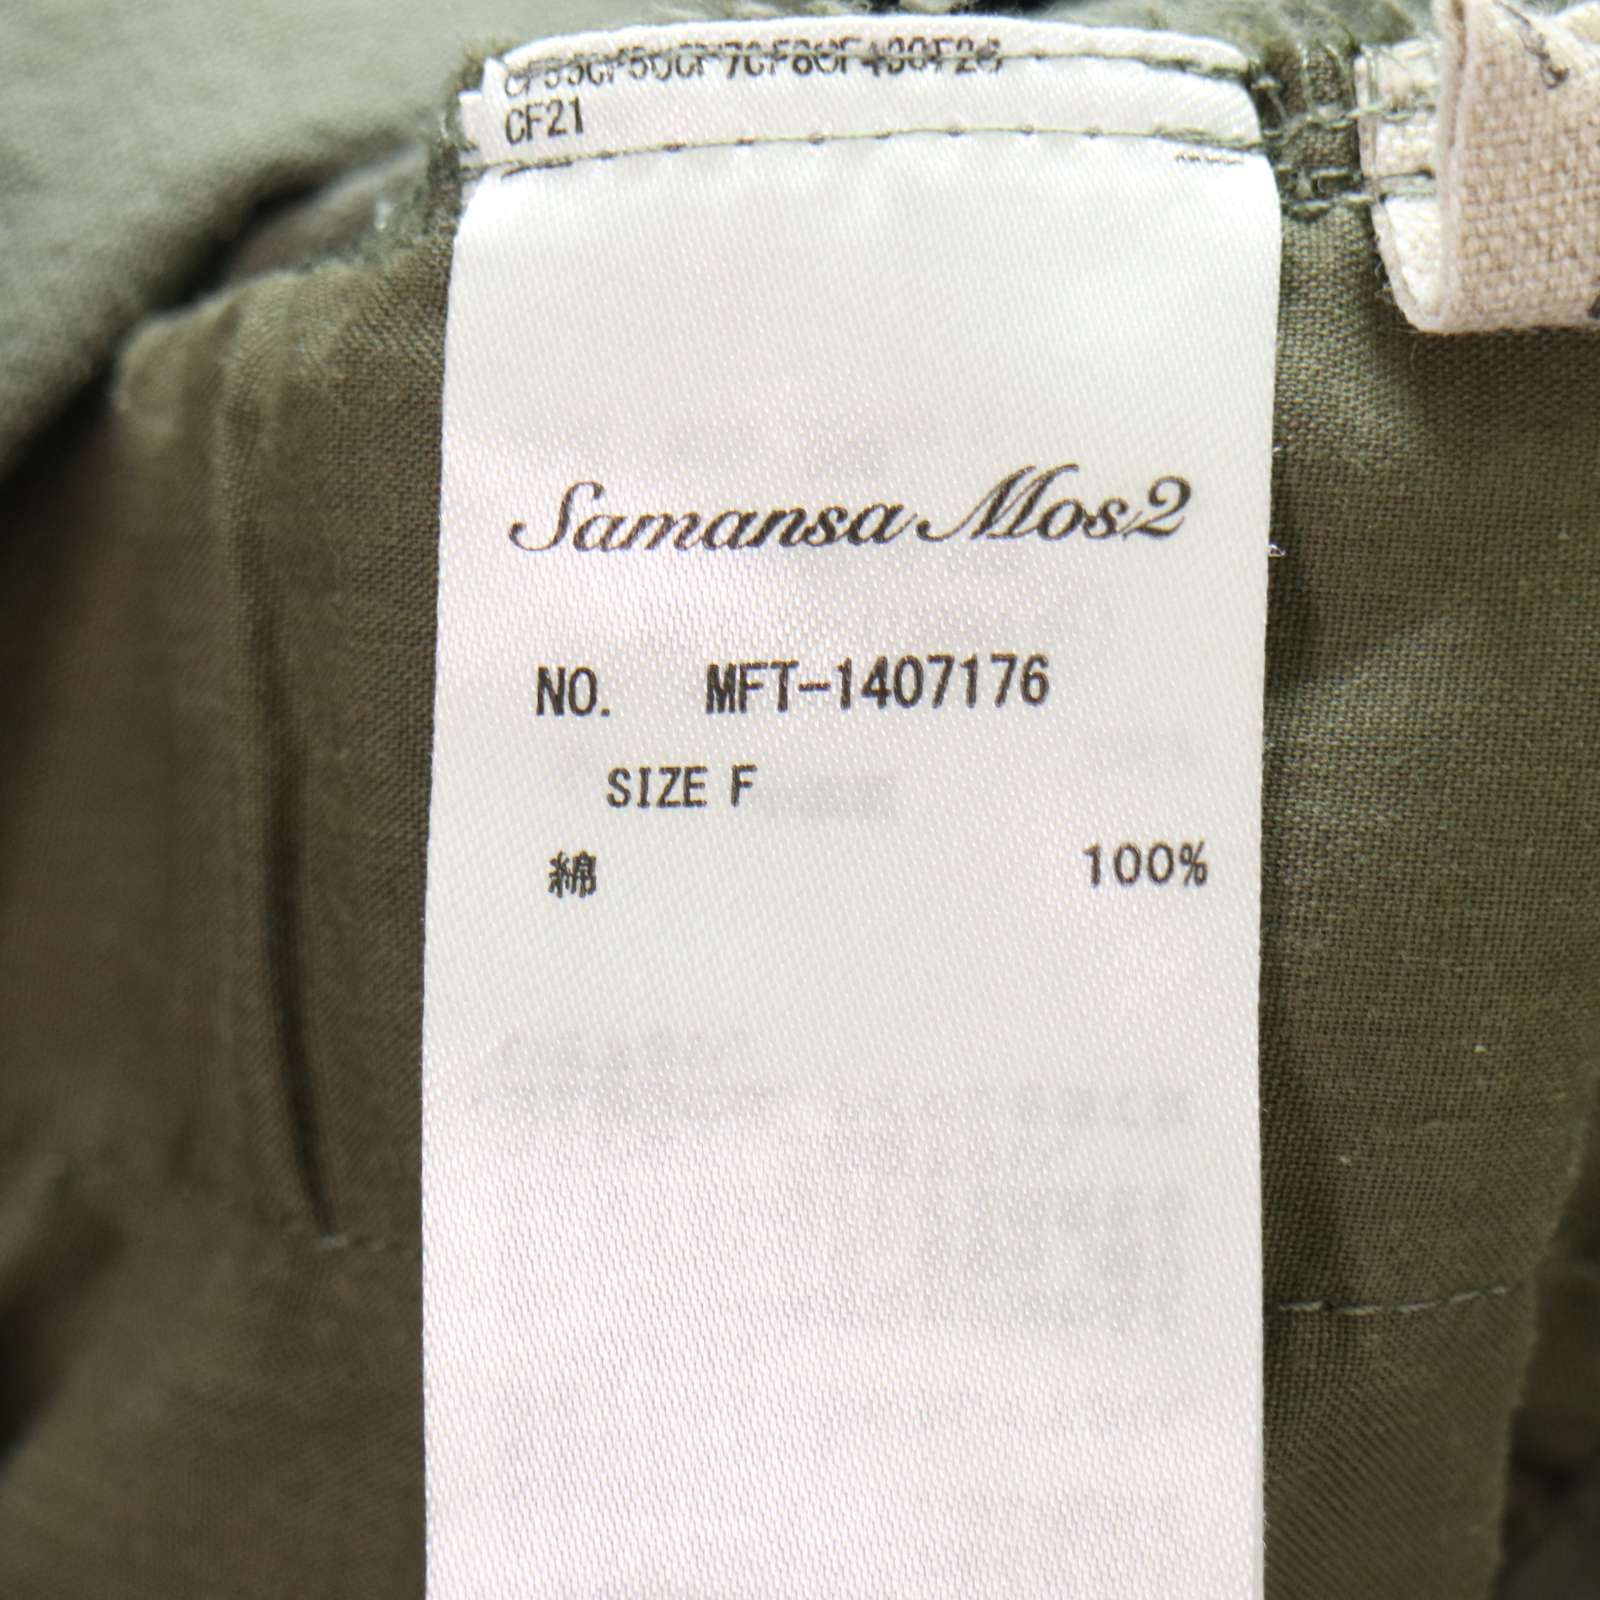 CF21
Samansa Mos2
NO. MFT-1407176
SIZE F
綿 100%